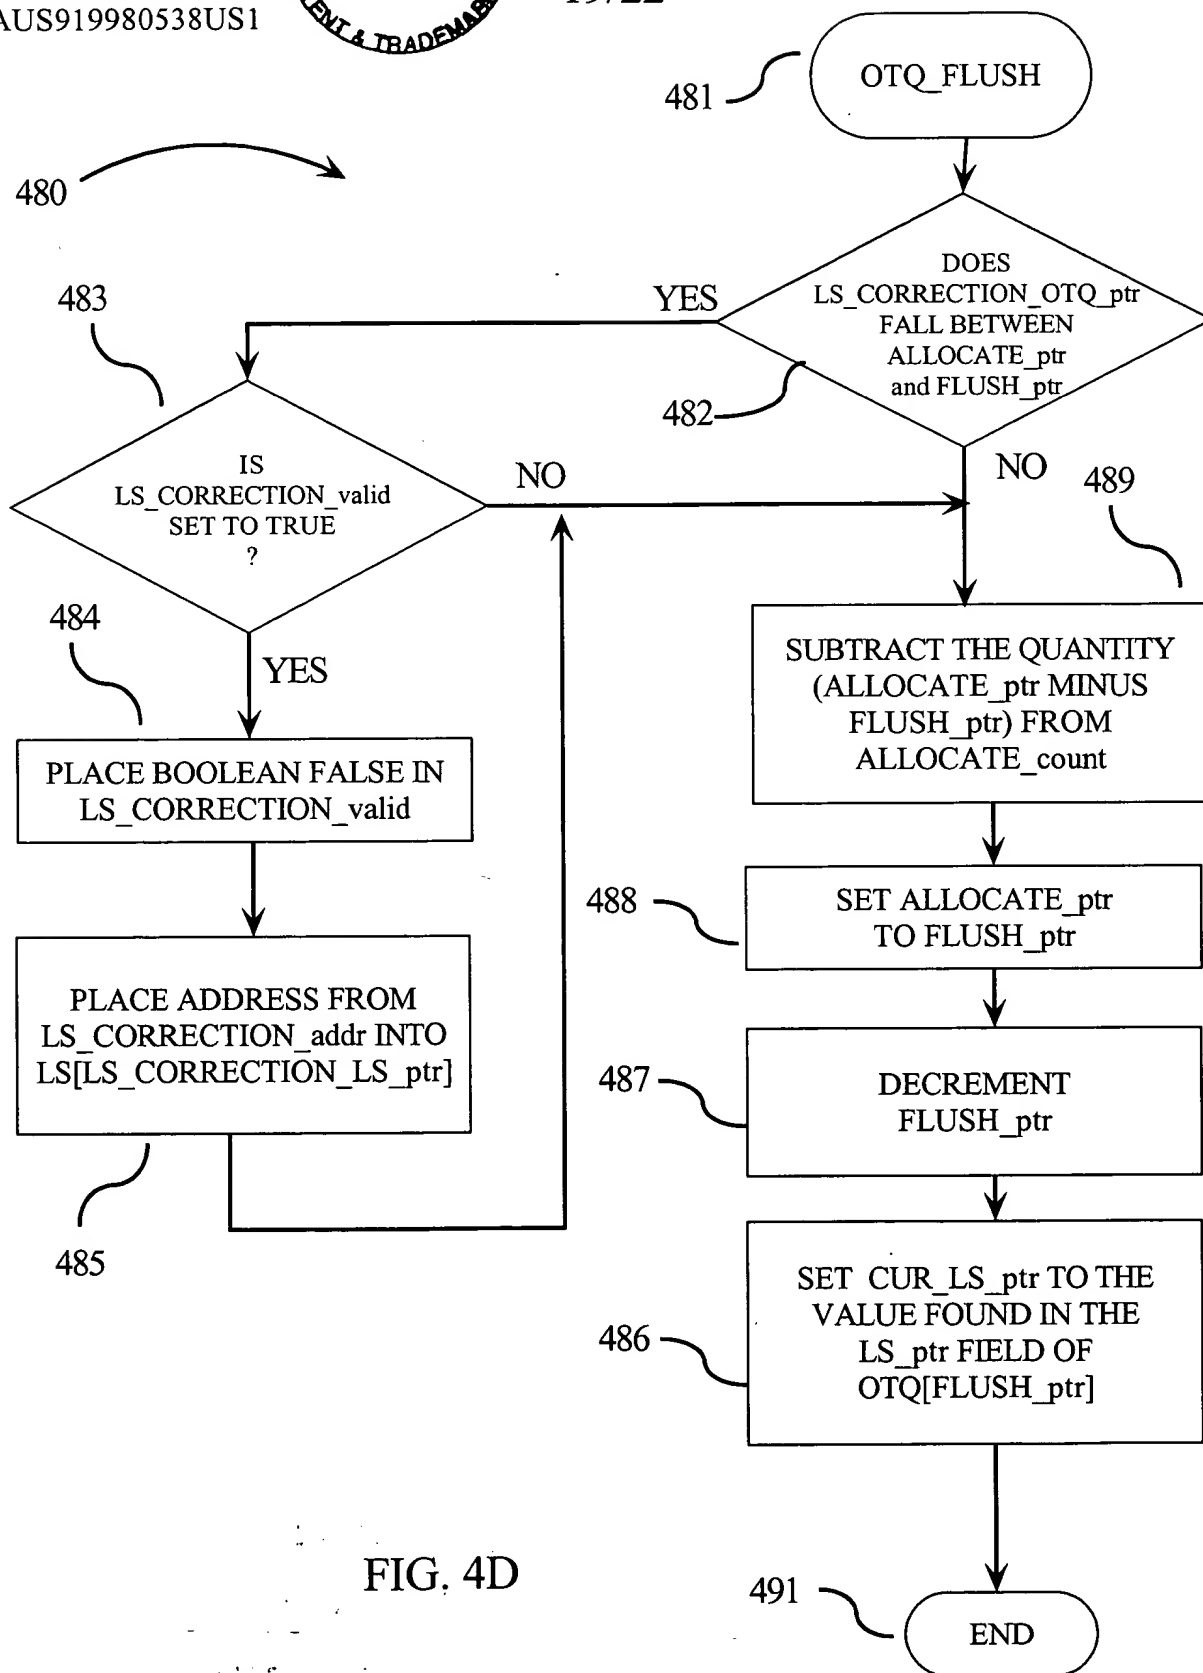 AUS919980538US1
ENT & TRADEMA
19/22
481
OTQ_FLUSH
480
DOES
LS_CORRECTION_OTQ_ptr
FALL BETWEEN
ALLOCATE_ptr
and FLUSH_ptr
482
YES
NO
483
IS
LS_CORRECTION_valid
SET TO TRUE
?
NO
YES
484
PLACE BOOLEAN FALSE IN
LS_CORRECTION_valid
PLACE ADDRESS FROM
LS_CORRECTION_addr INTO
LS[LS_CORRECTION_LS_ptr]
485
489
SUBTRACT THE QUANTITY
(ALLOCATE_ptr MINUS
FLUSH_ptr) FROM
ALLOCATE_count
488
SET ALLOCATE_ptr
TO FLUSH_ptr
487
DECREMENT
FLUSH_ptr
486
SET CUR_LS_ptr TO THE
VALUE FOUND IN THE
LS_ptr FIELD OF
OTQ[FLUSH_ptr]
491
END
FIG. 4D